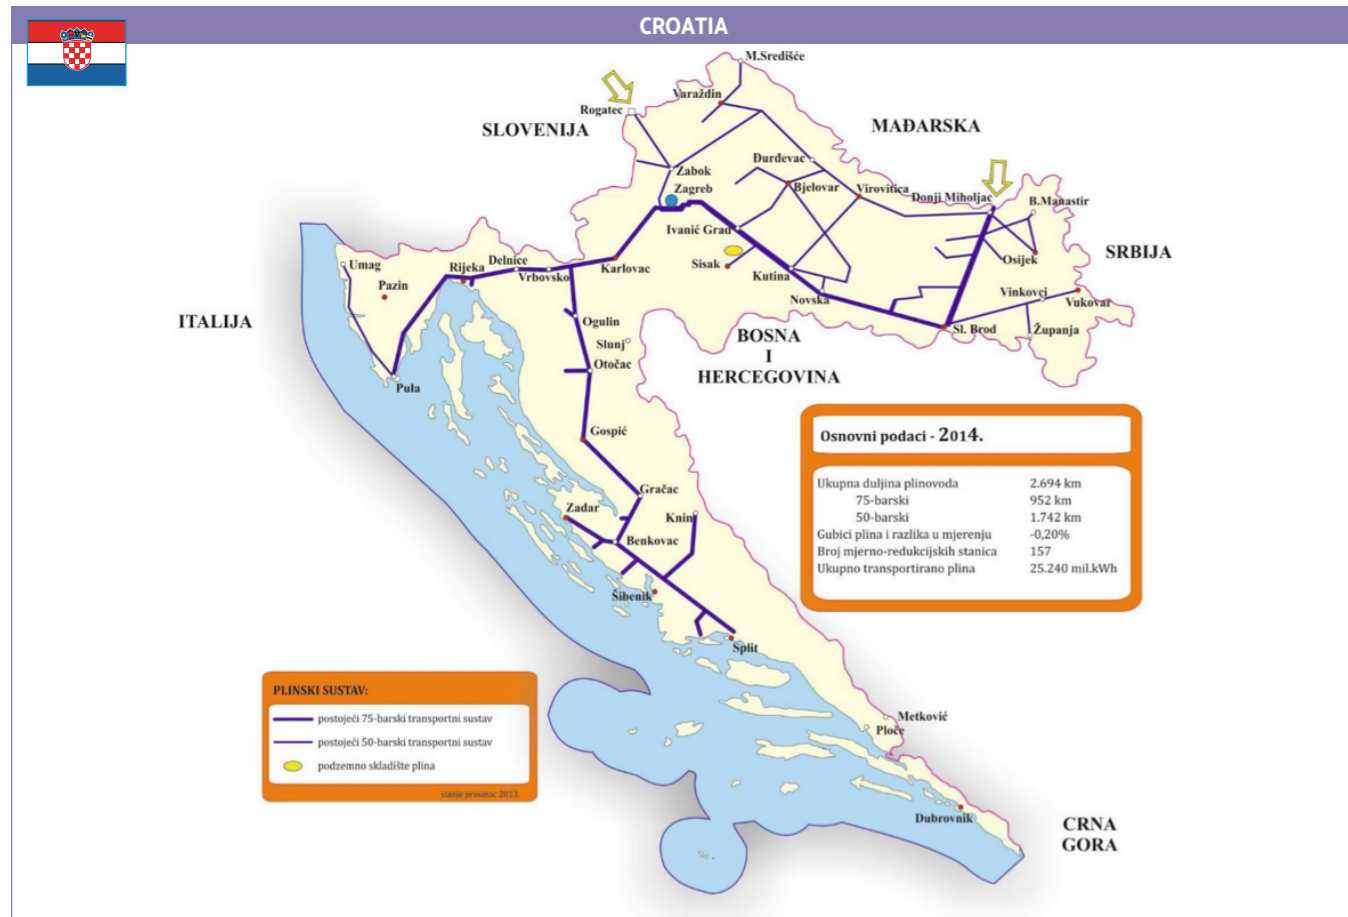 CROATIA
M.Središće
Varaždin
Rogatec
SLOVENIJA
MAĐARSKA
Đurđevac
Zabok
Bjelovar
Virovitica
Zagreb
Donji Miholjac
B.Manastir
Ivanić Grad
SRBIJA
Umag
Rijeka
Delnice
Karlovac
Sisak
Kutina
Osijek
Vrbovsko
Pazin
Novska
Vinkovci
Vukovar
ITALIJA
Ogulin
Slunj
BOSNA
I
HERCEGOVINA
Sl. Brod
Županja
Otočac
Pula
Gospić
Osnovni podaci - 2014.
Ukupna duljina plinovoda 2.694 km
75-barski 952 km
50-barski 1.742 km
Gubici plina i razlika u mjerenju -0,20%
Broj mjerno-redukcijskih stanica 157
Ukupno transportirano plina 25.240 mil.kWh
Gračac
Zadar
Knin
Benkovac
Šibenik
Split
PLINSKI SUSTAV:
postojeći 75-barski transportni sustav
postojeći 50-barski transportni sustav
podzemno skladište plina
stanje prosinac 2013.
Metković
Ploče
Dubrovnik
CRNA
GORA